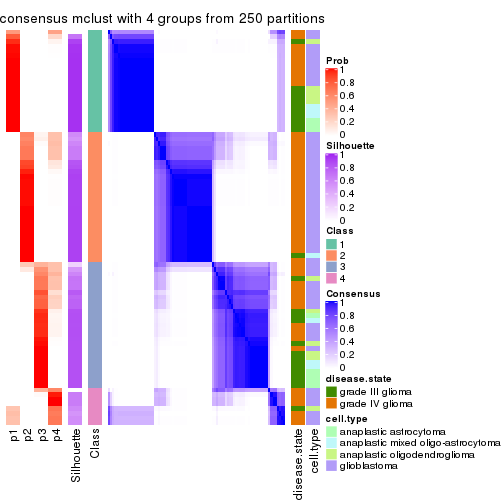 consensus mclust with 4 groups from 250 partitions
Prob
1
0.8
0.6
0.4
0.2
0
Silhouette
1
0.8
0.6
0.4
0.2
0
Class
1
2
3
4
Consensus
1
0.8
0.6
0.4
0.2
0
disease.state
grade III glioma
grade IV glioma
cell.type
anaplastic astrocytoma
anaplastic mixed oligo-astrocytoma
anaplastic oligodendroglioma
glioblastoma
p1
p2
p3
p4
Silhouette
Class
disease.state
cell.type